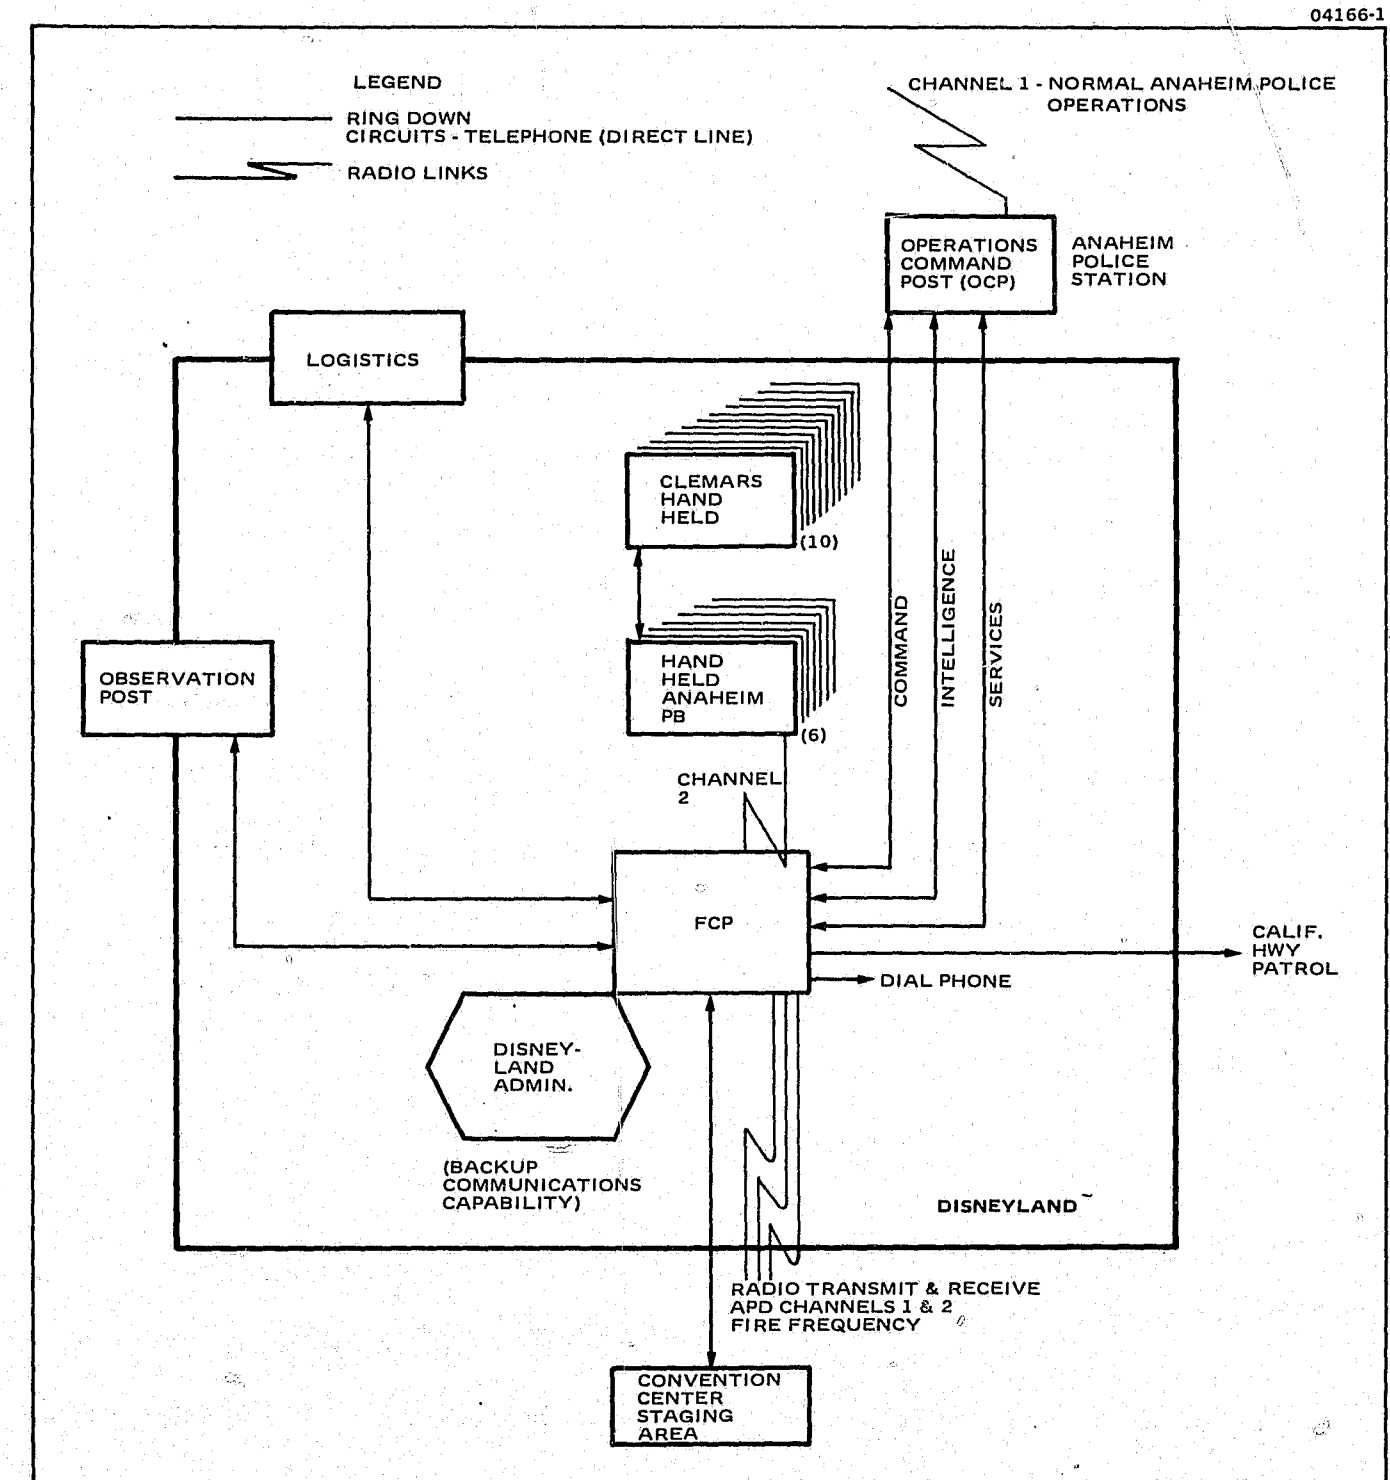 04166-1
LEGEND
RING DOWN
CIRCUITS - TELEPHONE (DIRECT LINE)
RADIO LINKS
CHANNEL 1 - NORMAL ANAHEIM POLICE
OPERATIONS
OPERATIONS
COMMAND
POST (OCP)
ANAHEIM
POLICE
STATION
LOGISTICS
CLEMARS
HAND
HELD
(10)
HAND
HELD
ANAHEIM
PB
(6)
COMMAND
INTELLIGENCE
SERVICES
OBSERVATION
POST
CHANNEL
2
FCP
CALIF.
HWY
PATROL
DIAL PHONE
DISNEY-
LAND
ADMIN.
(BACKUP
COMMUNICATIONS
CAPABILITY)
DISNEYLAND
RADIO TRANSMIT & RECEIVE
APD CHANNELS 1 & 2
FIRE FREQUENCY
CONVENTION
CENTER
STAGING
AREA